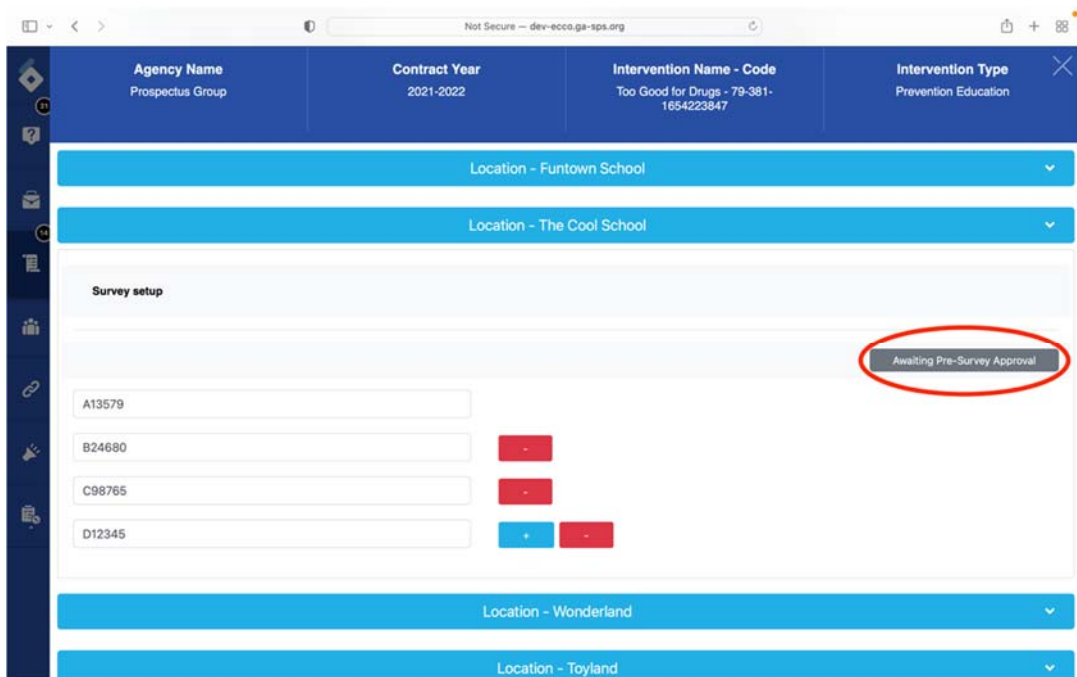 Not Secure — dev-ecco.ga-sps.org
Agency Name
Prospectus Group
Contract Year
2021-2022
Intervention Name - Code
Too Good for Drugs - 79-381-
1654223847
Intervention Type
Prevention Education
21
14
Location - Funtown School
Location - The Cool School
Survey setup
Awaiting Pre-Survey Approval
A13579
B24680
-
C98765
-
D12345
+ -
Location - Wonderland
Location - Toyland